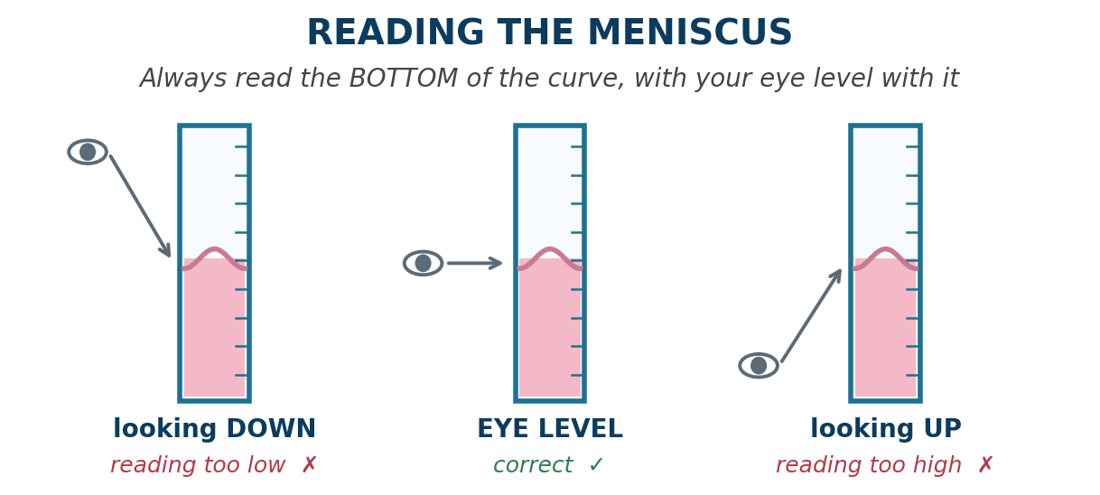 READING THE MENISCUS
Always read the BOTTOM of the curve, with your eye level with it
looking DOWN
reading too low ✗
EYE LEVEL
correct ✓
looking UP
reading too high ✗